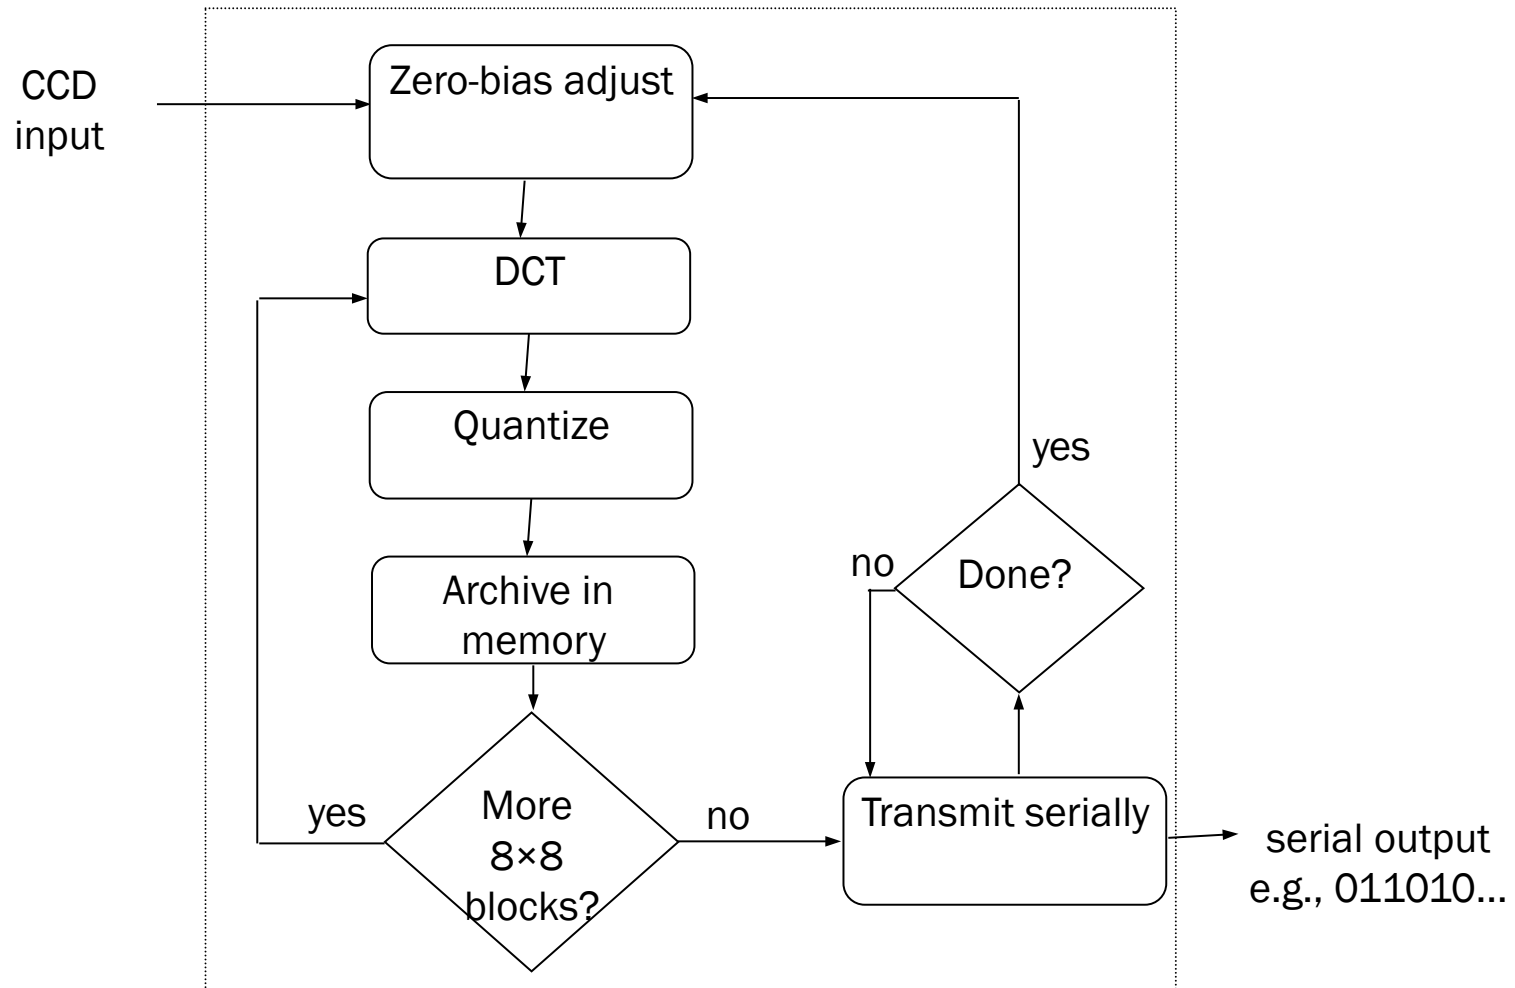 CCD
input
Zero-bias adjust
DCT
Quantize
Archive in
memory
More
8×8
blocks?
yes
no
Done?
yes
no
Transmit serially
serial output
e.g., 011010...